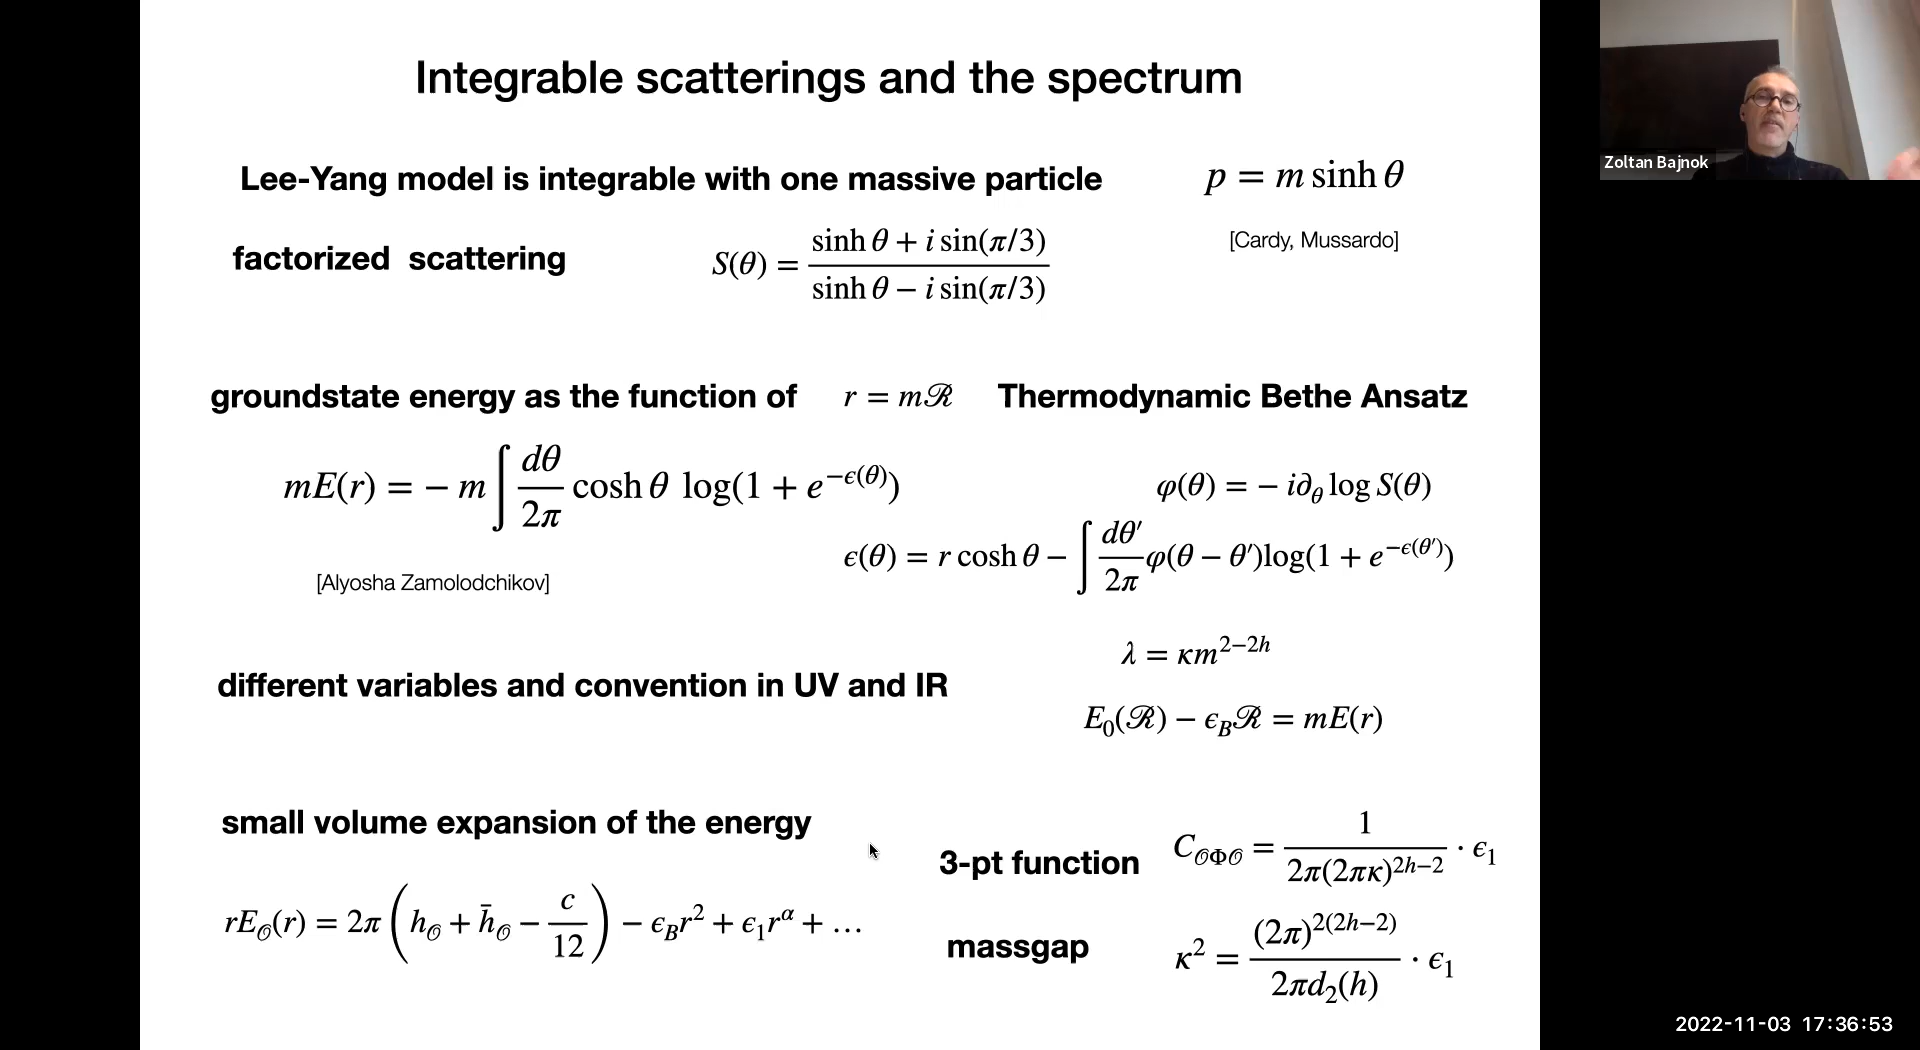 Integrable scatterings and the spectrum
Lee-Yang model is integrable with one massive particle p = m sinh θ
[Cardy, Mussardo]
factorized scattering S(θ) = (sinh θ + i sin(π/3)) / (sinh θ − i sin(π/3))
groundstate energy as the function of r = mℛ Thermodynamic Bethe Ansatz
mE(r) = − m ∫ dθ/2π cosh θ log(1 + e^{−ϵ(θ)}) φ(θ) = − i∂_θ log S(θ)
ϵ(θ) = r cosh θ − ∫ dθ′/2π φ(θ − θ′)log(1 + e^{−ϵ(θ′)})
[Alyosha Zamolodchikov]
λ = κm^{2−2h}
different variables and convention in UV and IR
E_0(ℛ) − ϵ_Bℛ = mE(r)
small volume expansion of the energy
3-pt function C_{𝒪Φ𝒪} = 1 / (2π(2πκ)^{2h−2}) · ϵ_1
rE_𝒪(r) = 2π (h_𝒪 + h̄_𝒪 − c/12) − ϵ_B r^2 + ϵ_1 r^α + …
massgap κ^2 = (2π)^{2(2h−2)} / (2πd_2(h)) · ϵ_1
Zoltan Bajnok
2022-11-03 17:36:53